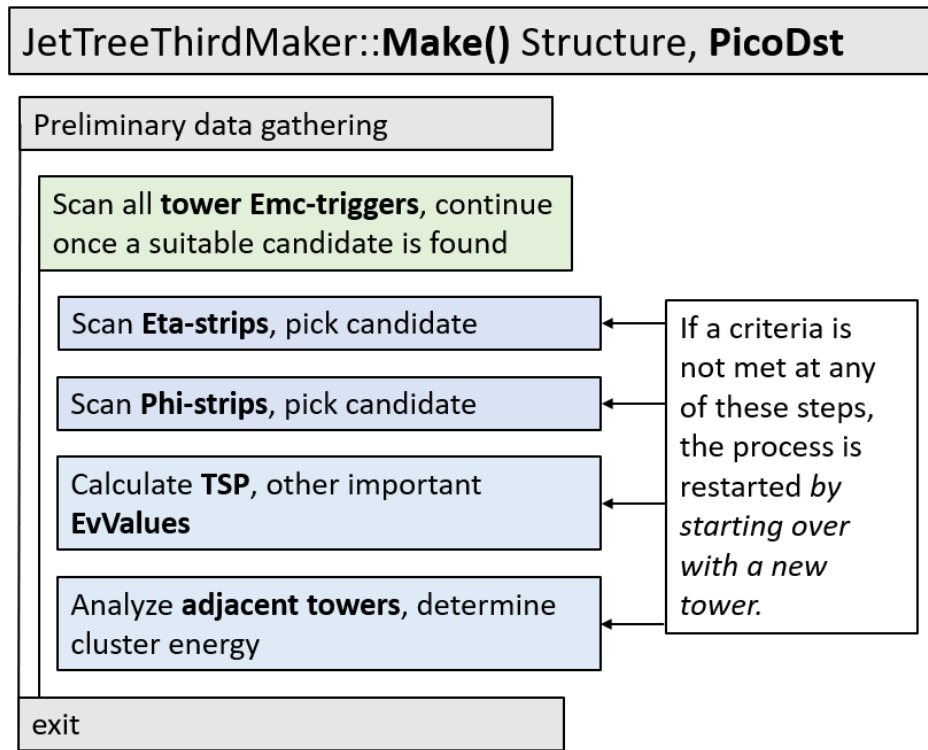 JetTreeThirdMaker::Make() Structure, PicoDst
Preliminary data gathering
Scan all tower Emc-triggers, continue
once a suitable candidate is found
Scan Eta-strips, pick candidate
Scan Phi-strips, pick candidate
Calculate TSP, other important
EvValues
Analyze adjacent towers, determine
cluster energy
If a criteria is
not met at any
of these steps,
the process is
restarted by
starting over
with a new
tower.
exit